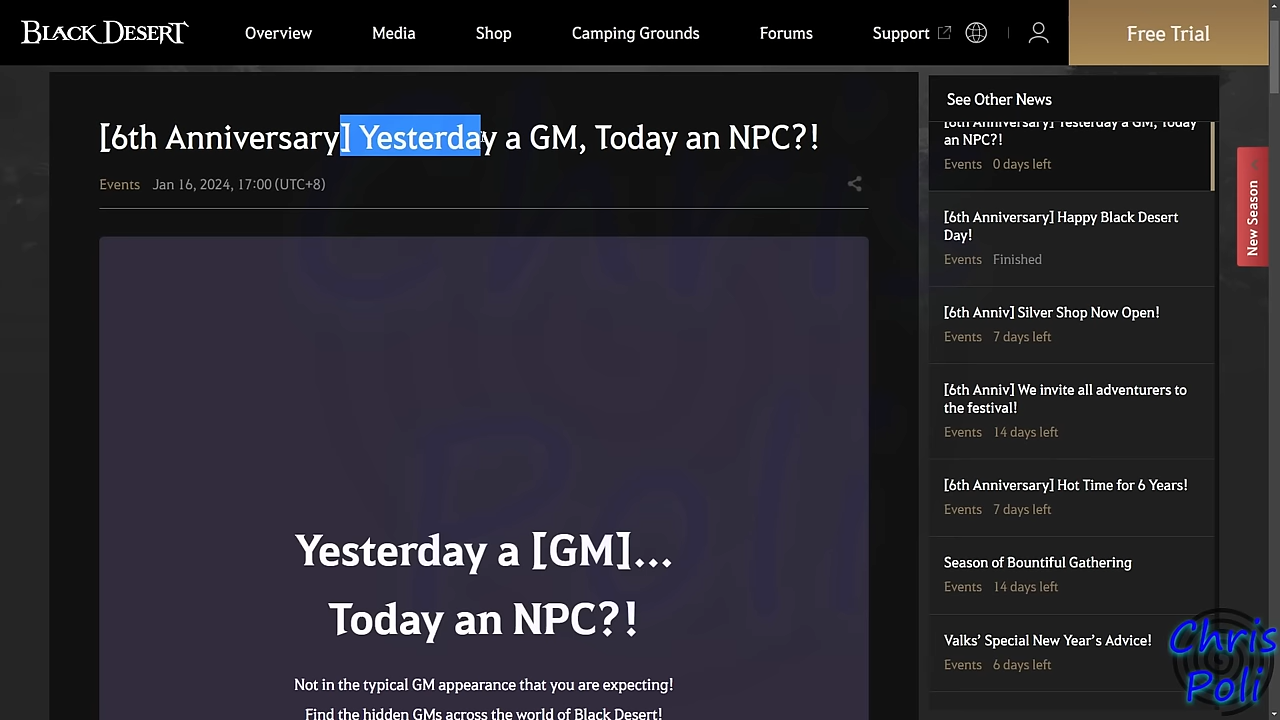 BLACK DESERT
Overview
Media
Shop
Camping Grounds
Forums
Support
Free Trial
[6th Anniversary] Yesterday a GM, Today an NPC?!
Events Jan 16, 2024, 17:00 (UTC+8)
Yesterday a [GM]...
Today an NPC?!
Not in the typical GM appearance that you are expecting!
Find the hidden GMs across the world of Black Desert!
See Other News
[6th Anniversary] Yesterday a GM, Today
an NPC?!
Events 0 days left
[6th Anniversary] Happy Black Desert
Day!
Events Finished
[6th Anniv] Silver Shop Now Open!
Events 7 days left
[6th Anniv] We invite all adventurers to
the festival!
Events 14 days left
[6th Anniversary] Hot Time for 6 Years!
Events 7 days left
Season of Bountiful Gathering
Events 14 days left
Valks’ Special New Year’s Advice!
Events 6 days left
New Season
Chris
Poli